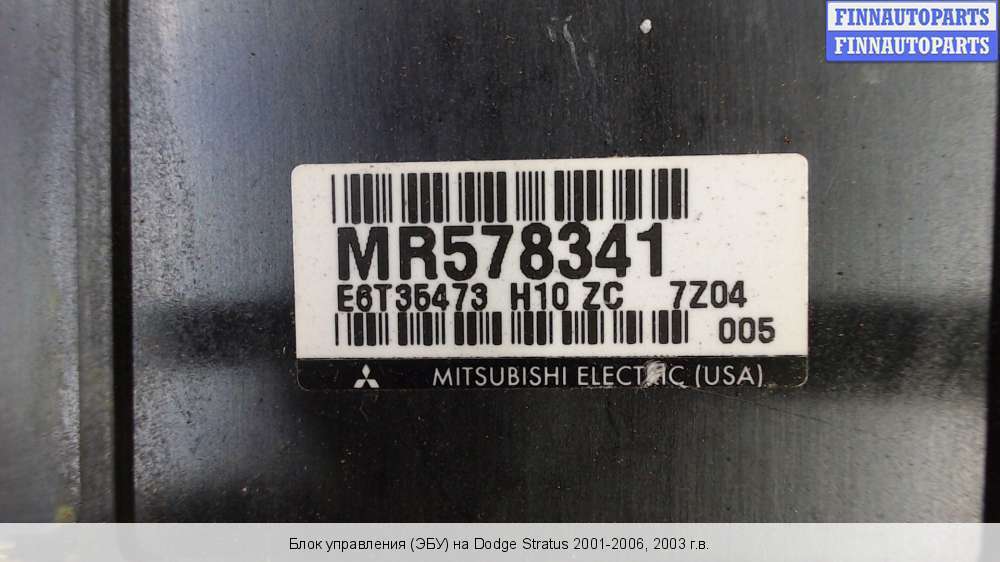 FINNAUTOPARTS
FINNAUTOPARTS
MR578341
E6T35473 H10 ZC 7Z04
005
MITSUBISHI ELECTRIC (USA)
Блок управления (ЭБУ) на Dodge Stratus 2001-2006, 2003 г.в.